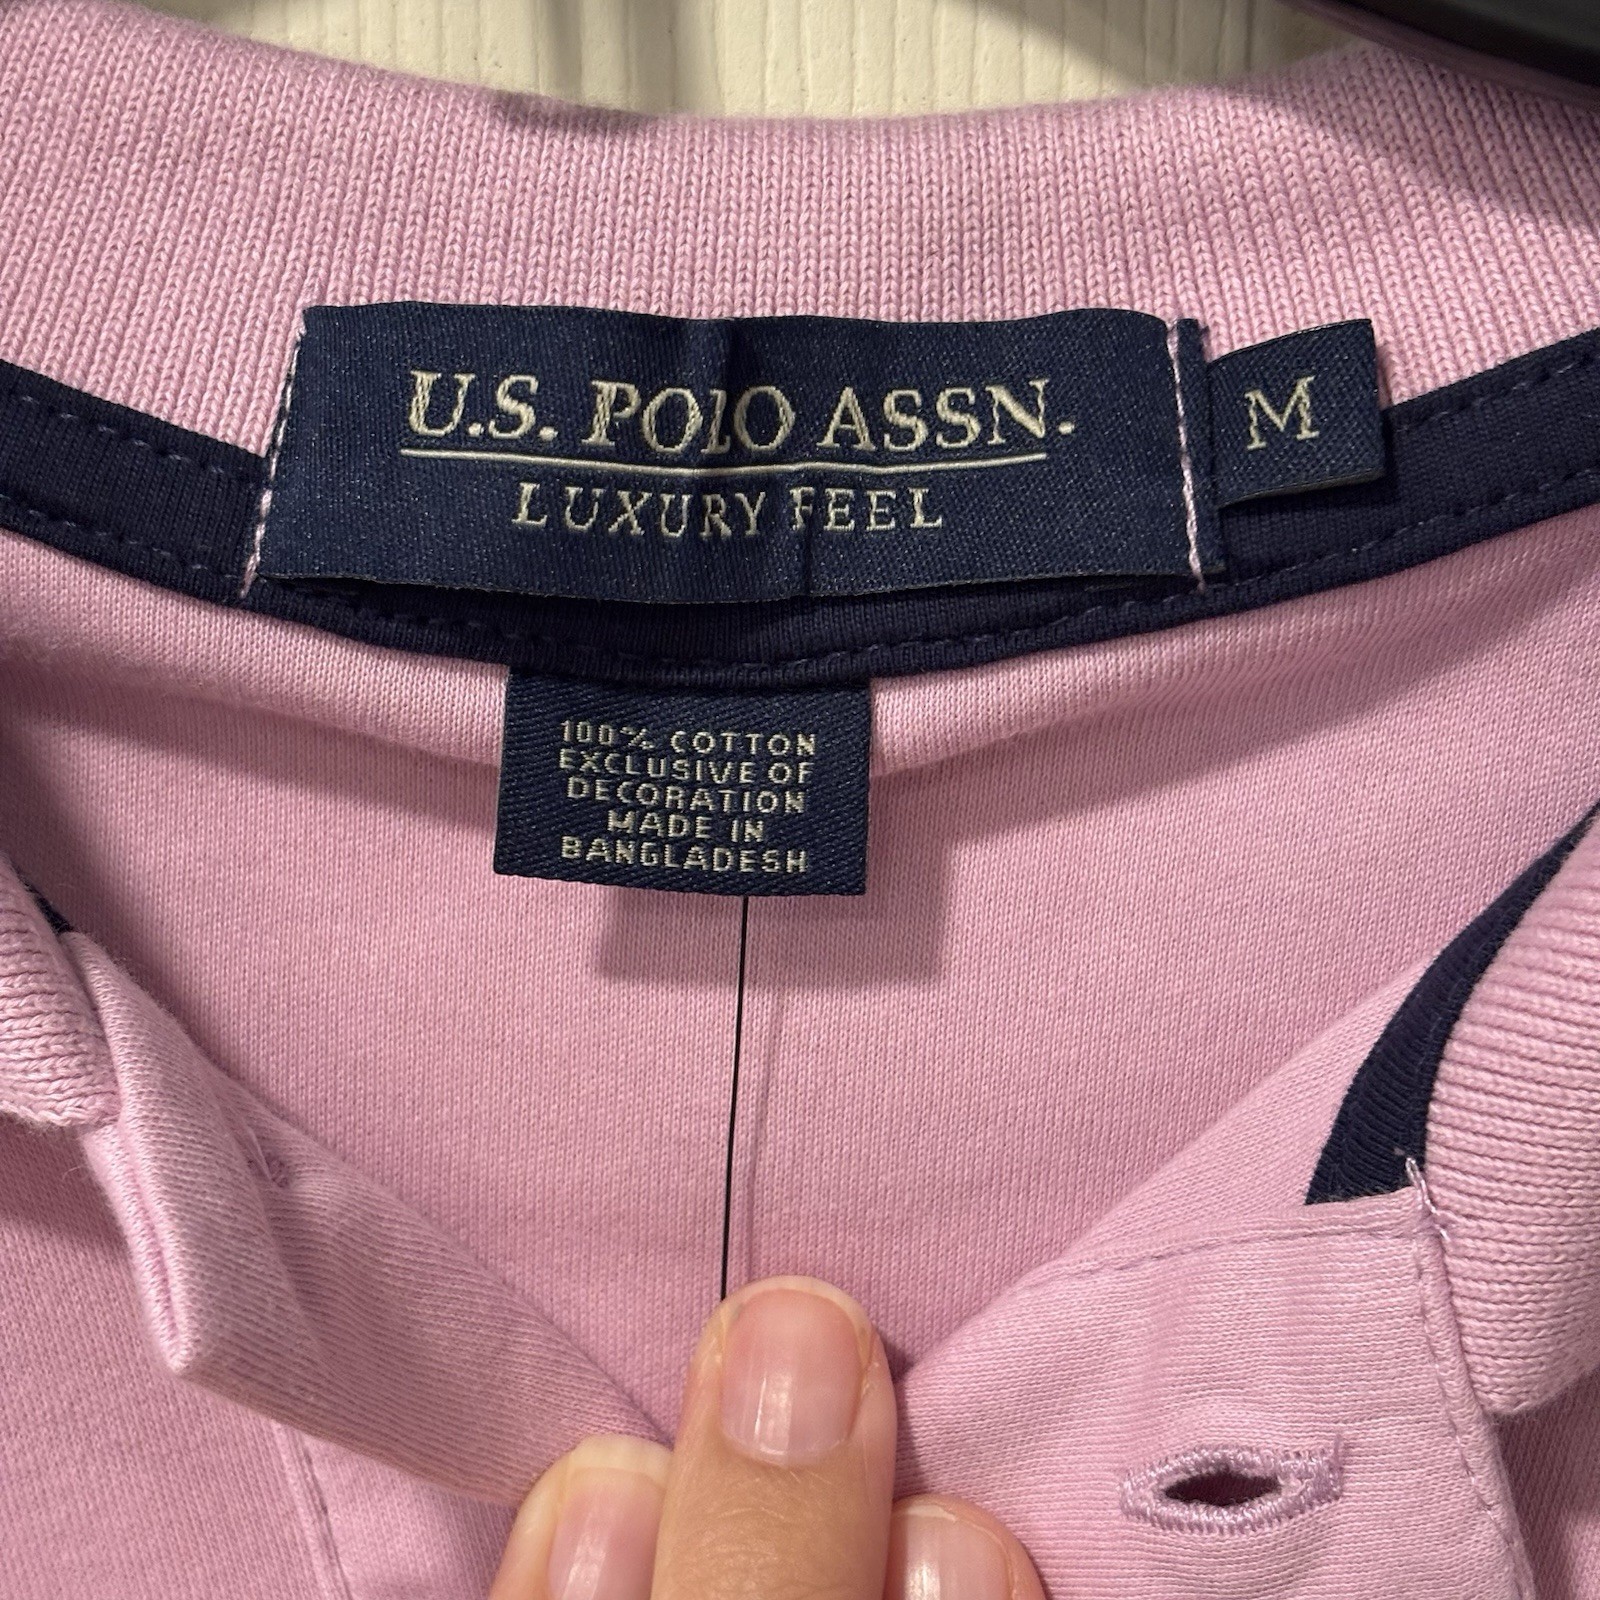 U.S. POLO ASSN.
LUXURY FEEL
M
100% COTTON
EXCLUSIVE OF
DECORATION
MADE IN
BANGLADESH